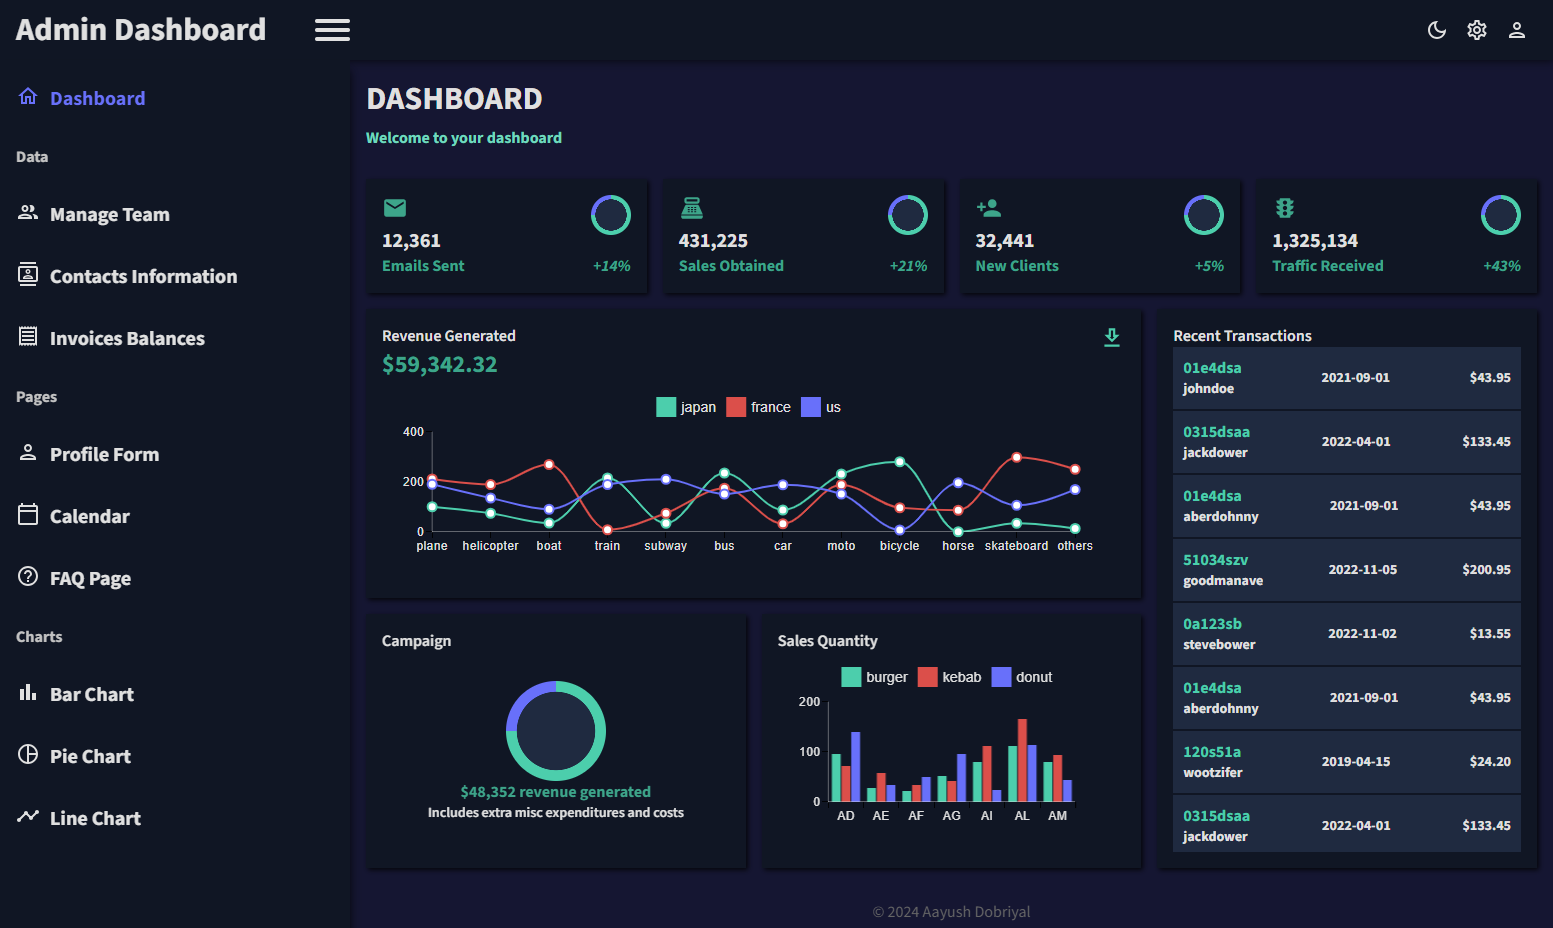 Admin Dashboard
Dashboard
Data
Manage Team
Contacts Information
Invoices Balances
Pages
Profile Form
Calendar
FAQ Page
Charts
Bar Chart
Pie Chart
Line Chart
DASHBOARD
Welcome to your dashboard
12,361
Emails Sent +14%
431,225
Sales Obtained +21%
32,441
New Clients +5%
1,325,134
Traffic Received +43%
Revenue Generated
$59,342.32
japan france us
400
200
0
plane helicopter boat train subway bus car moto bicycle horse skateboard others
Campaign
$48,352 revenue generated
Includes extra misc expenditures and costs
Sales Quantity
burger kebab donut
200
100
0
AD AE AF AG AI AL AM
Recent Transactions
01e4dsa
johndoe 2021-09-01 $43.95
0315dsaa
jackdower 2022-04-01 $133.45
01e4dsa
aberdohnny 2021-09-01 $43.95
51034szv
goodmanave 2022-11-05 $200.95
0a123sb
stevebower 2022-11-02 $13.55
01e4dsa
aberdohnny 2021-09-01 $43.95
120s51a
wootzifer 2019-04-15 $24.20
0315dsaa
jackdower 2022-04-01 $133.45
© 2024 Aayush Dobriyal